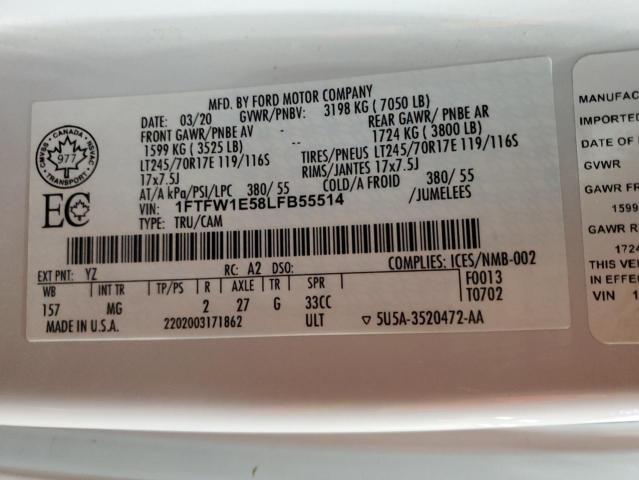 MFD. BY FORD MOTOR COMPANY
DATE: 03/20 GVWR/PNBV: 3198 KG ( 7050 LB)
FRONT GAWR/PNBE AV REAR GAWR/ PNBE AR
1599 KG ( 3525 LB) 1724 KG ( 3800 LB)
LT245/70R17E 119/116S TIRES/PNEUS LT245/70R17E 119/116S
17x7.5J RIMS/JANTES 17x7.5J
AT/A kPa/PSI/LPC 380/ 55 COLD/A FROID 380/ 55
VIN: 1FTFW1E58LFB55514 /JUMELEES
TYPE: TRU/CAM
CANADA
977
TRANSPORT
CMVSS
NSVAC
EC
EXT PNT: YZ RC: A2 DSO: COMPLIES: ICES/NMB-002
WB INT TR TP/PS R AXLE TR SPR F0013
157 MG 2 27 G 33CC T0702
MADE IN U.S.A. 2202003171862 ULT ▽ 5U5A-3520472-AA
MANUFAC
IMPORTED
DATE OF
GVWR
GAWR F
1599
GAWR R
1724
THIS VE
IN EFFE
VIN